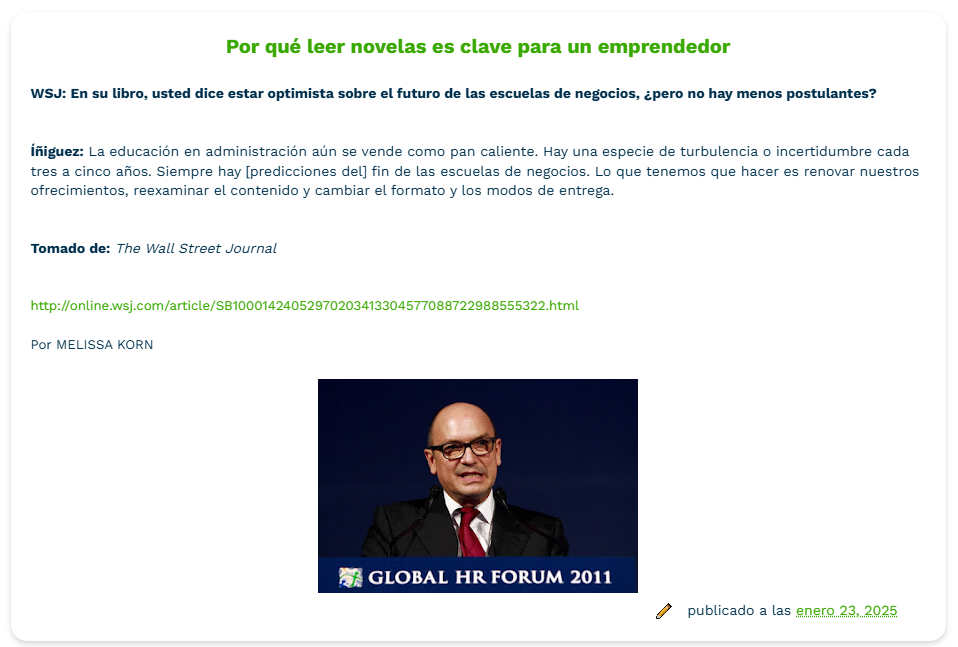 Por qué leer novelas es clave para un emprendedor
WSJ: En su libro, usted dice estar optimista sobre el futuro de las escuelas de negocios, ¿pero no hay menos postulantes?
Íñiguez: La educación en administración aún se vende como pan caliente. Hay una especie de turbulencia o incertidumbre cada
tres a cinco años. Siempre hay [predicciones del] fin de las escuelas de negocios. Lo que tenemos que hacer es renovar nuestros
ofrecimientos, reexaminar el contenido y cambiar el formato y los modos de entrega.
Tomado de: The Wall Street Journal
http://online.wsj.com/article/SB10001424052970203413304577088722988555322.html
Por MELISSA KORN
GLOBAL HR FORUM 2011
publicado a las enero 23, 2025